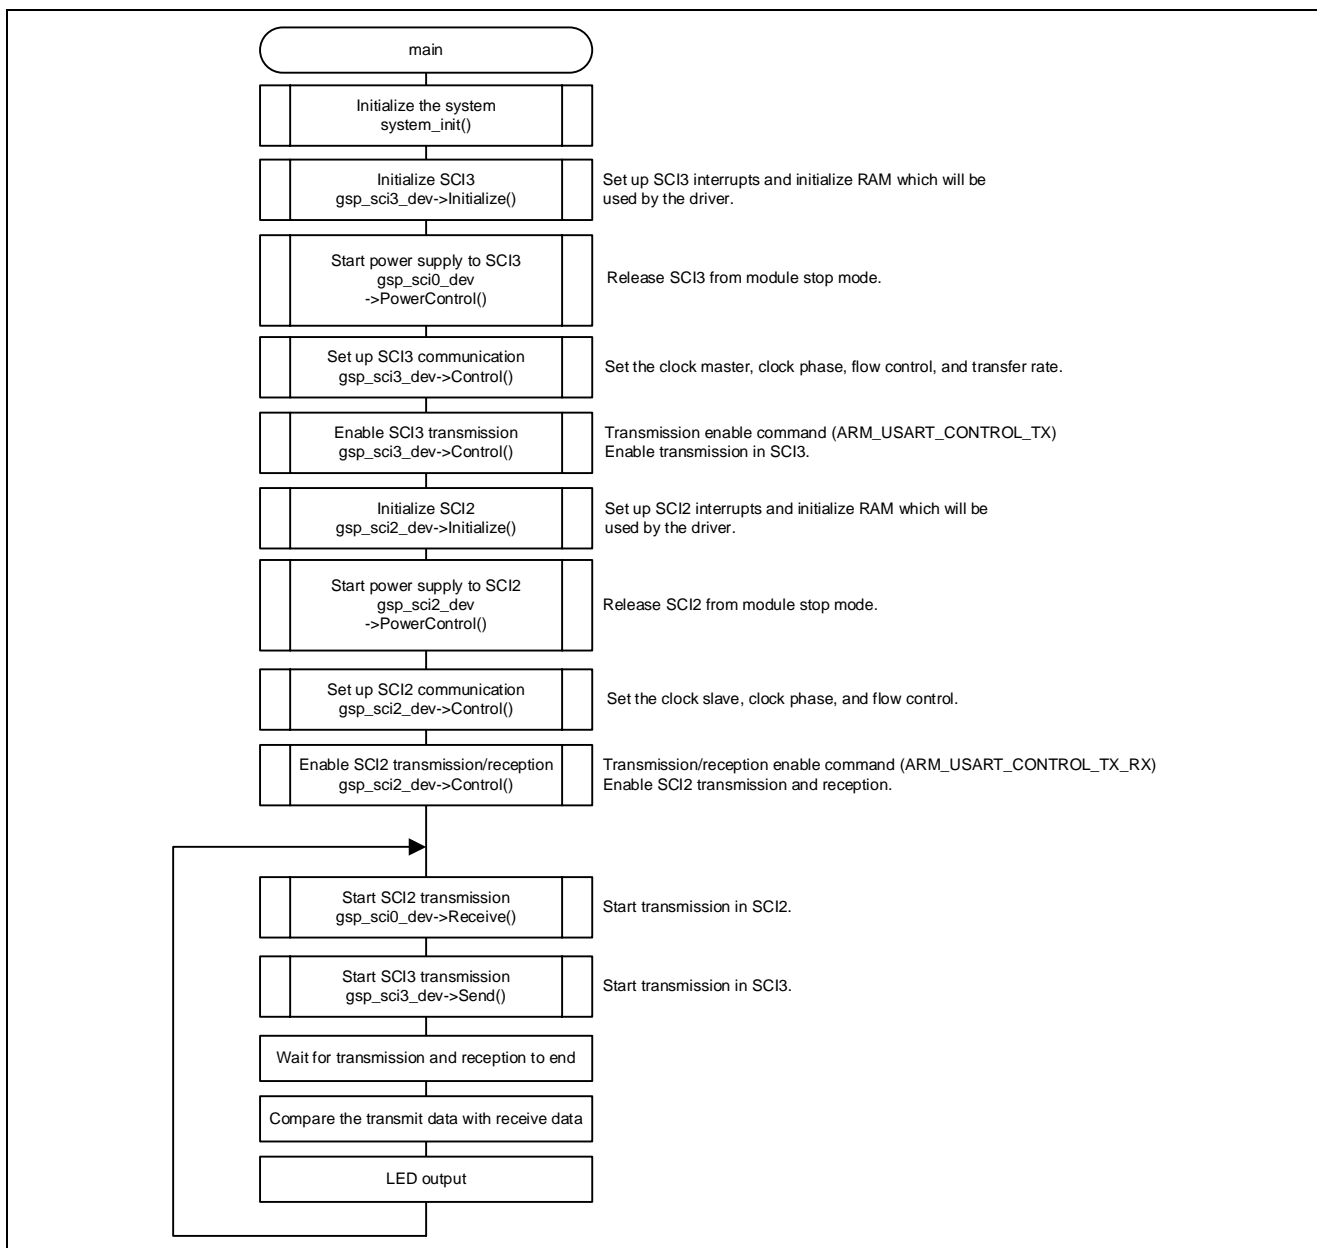 main
Initialize the system
system_init()
Initialize SCI3
gsp_sci3_dev->Initialize()
Set up SCI3 interrupts and initialize RAM which will be
used by the driver.
Start power supply to SCI3
gsp_sci0_dev
->PowerControl()
Release SCI3 from module stop mode.
Set up SCI3 communication
gsp_sci3_dev->Control()
Set the clock master, clock phase, flow control, and transfer rate.
Enable SCI3 transmission
gsp_sci3_dev->Control()
Transmission enable command (ARM_USART_CONTROL_TX)
Enable transmission in SCI3.
Initialize SCI2
gsp_sci2_dev->Initialize()
Set up SCI2 interrupts and initialize RAM which will be
used by the driver.
Start power supply to SCI2
gsp_sci2_dev
->PowerControl()
Release SCI2 from module stop mode.
Set up SCI2 communication
gsp_sci2_dev->Control()
Set the clock slave, clock phase, and flow control.
Enable SCI2 transmission/reception
gsp_sci2_dev->Control()
Transmission/reception enable command (ARM_USART_CONTROL_TX_RX)
Enable SCI2 transmission and reception.
Start SCI2 transmission
gsp_sci0_dev->Receive()
Start transmission in SCI2.
Start SCI3 transmission
gsp_sci3_dev->Send()
Start transmission in SCI3.
Wait for transmission and reception to end
Compare the transmit data with receive data
LED output